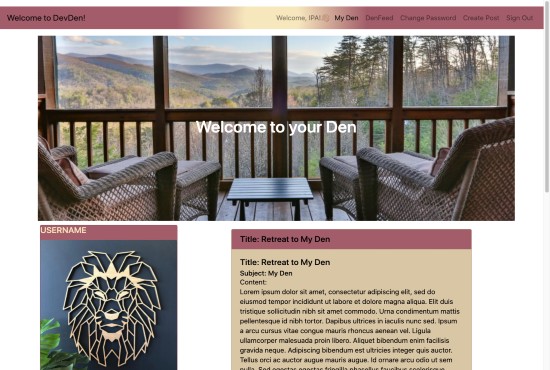 Welcome to DevDen!
Welcome, IPA! My Den DenFeed Change Password Create Post Sign Out
Welcome to your Den
USERNAME
Title: Retreat to My Den
Title: Retreat to My Den
Subject: My Den
Content:
Lorem ipsum dolor sit amet, consectetur adipiscing elit, sed do
eiusmod tempor incididunt ut labore et dolore magna aliqua. Elit duis
tristique sollicitudin nibh sit amet commodo. Urna condimentum mattis
pellentesque id nibh tortor. Dapibus ultrices in iaculis nunc sed. Ipsum
a arcu cursus vitae congue mauris rhoncus aenean vel. Ligula
ullamcorper malesuada proin libero. Aliquet bibendum enim facilisis
gravida neque. Adipiscing bibendum est ultricies integer quis auctor.
Tellus orci ac auctor augue mauris augue. Id ornare arcu odio ut sem